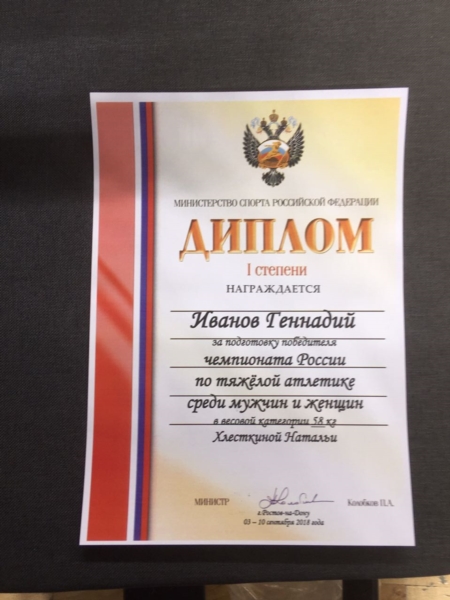 МИНИСТЕРСТВО СПОРТА РОССИЙСКОЙ ФЕДЕРАЦИИ
ДИПЛОМ
I СТЕПЕНИ
НАГРАЖДАЕТСЯ
Иванов Геннадий
за подготовку победителя
чемпионата России
по тяжёлой атлетике
среди мужчин и женщин
в весовой категории 58 кг
Хлесткиной Натальи
МИНИСТР Колобков П.А.
г.Ростов-на-Дону
03 – 10 сентября 2018 года